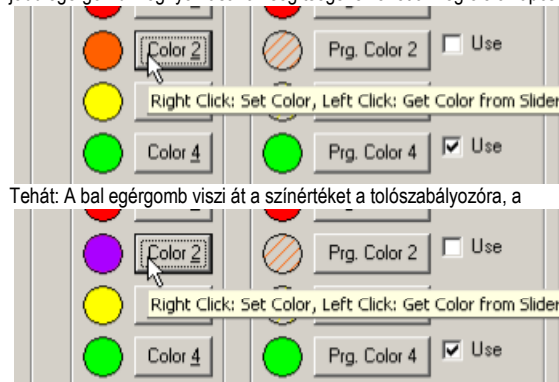 Color 2 Prg. Color 2 Use
Right Click: Set Color, Left Click: Get Color from Slider
Color 4 Prg. Color 4 Use
Tehát: A bal egérgomb viszi át a színértéket a tolószabályozóra, a
Color 2 Prg. Color 2 Use
Right Click: Set Color, Left Click: Get Color from Slider
Color 4 Prg. Color 4 Use